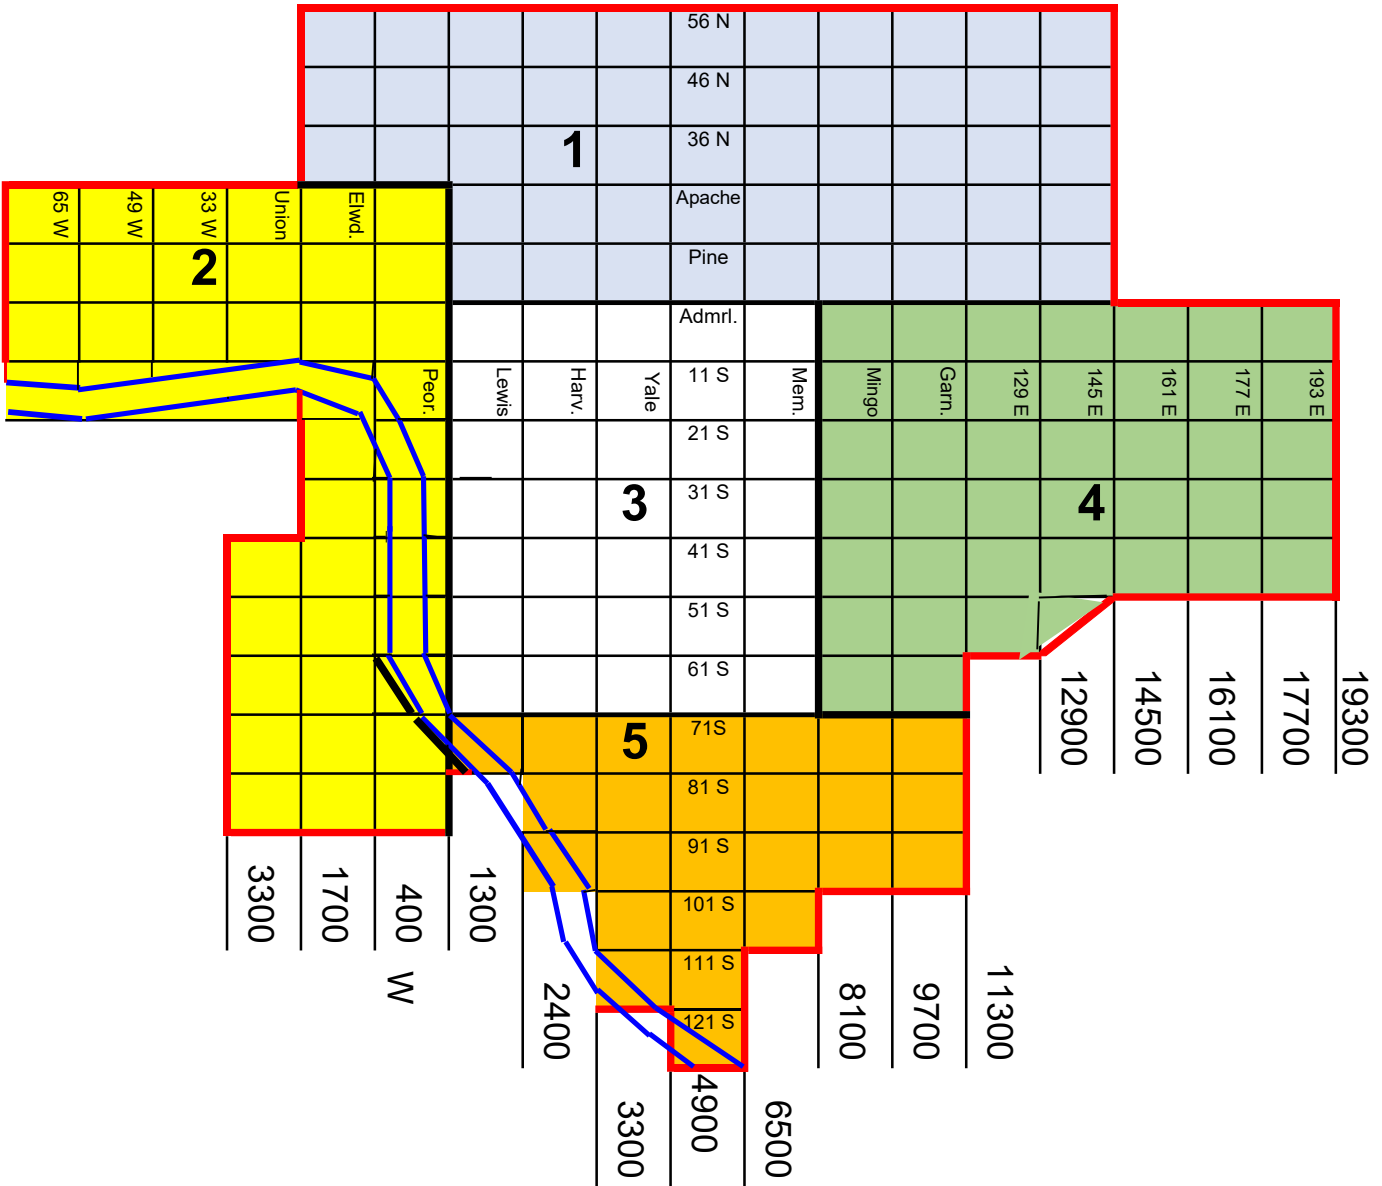 56 N
46 N
1
36 N
Apache
65 W
49 W
33 W
Union
Elwd.
2
Pine
Admrl.
Peor.
Lewis
Harv.
Yale
11 S
Mem.
Mingo
Garn.
129 E
145 E
161 E
177 E
193 E
21 S
3
31 S
4
41 S
51 S
61 S
5
71S
81 S
91 S
101 S
111 S
121 S
12900
14500
16100
17700
19300
3300
1700
400 W
1300
2400
3300
4900
6500
8100
9700
11300